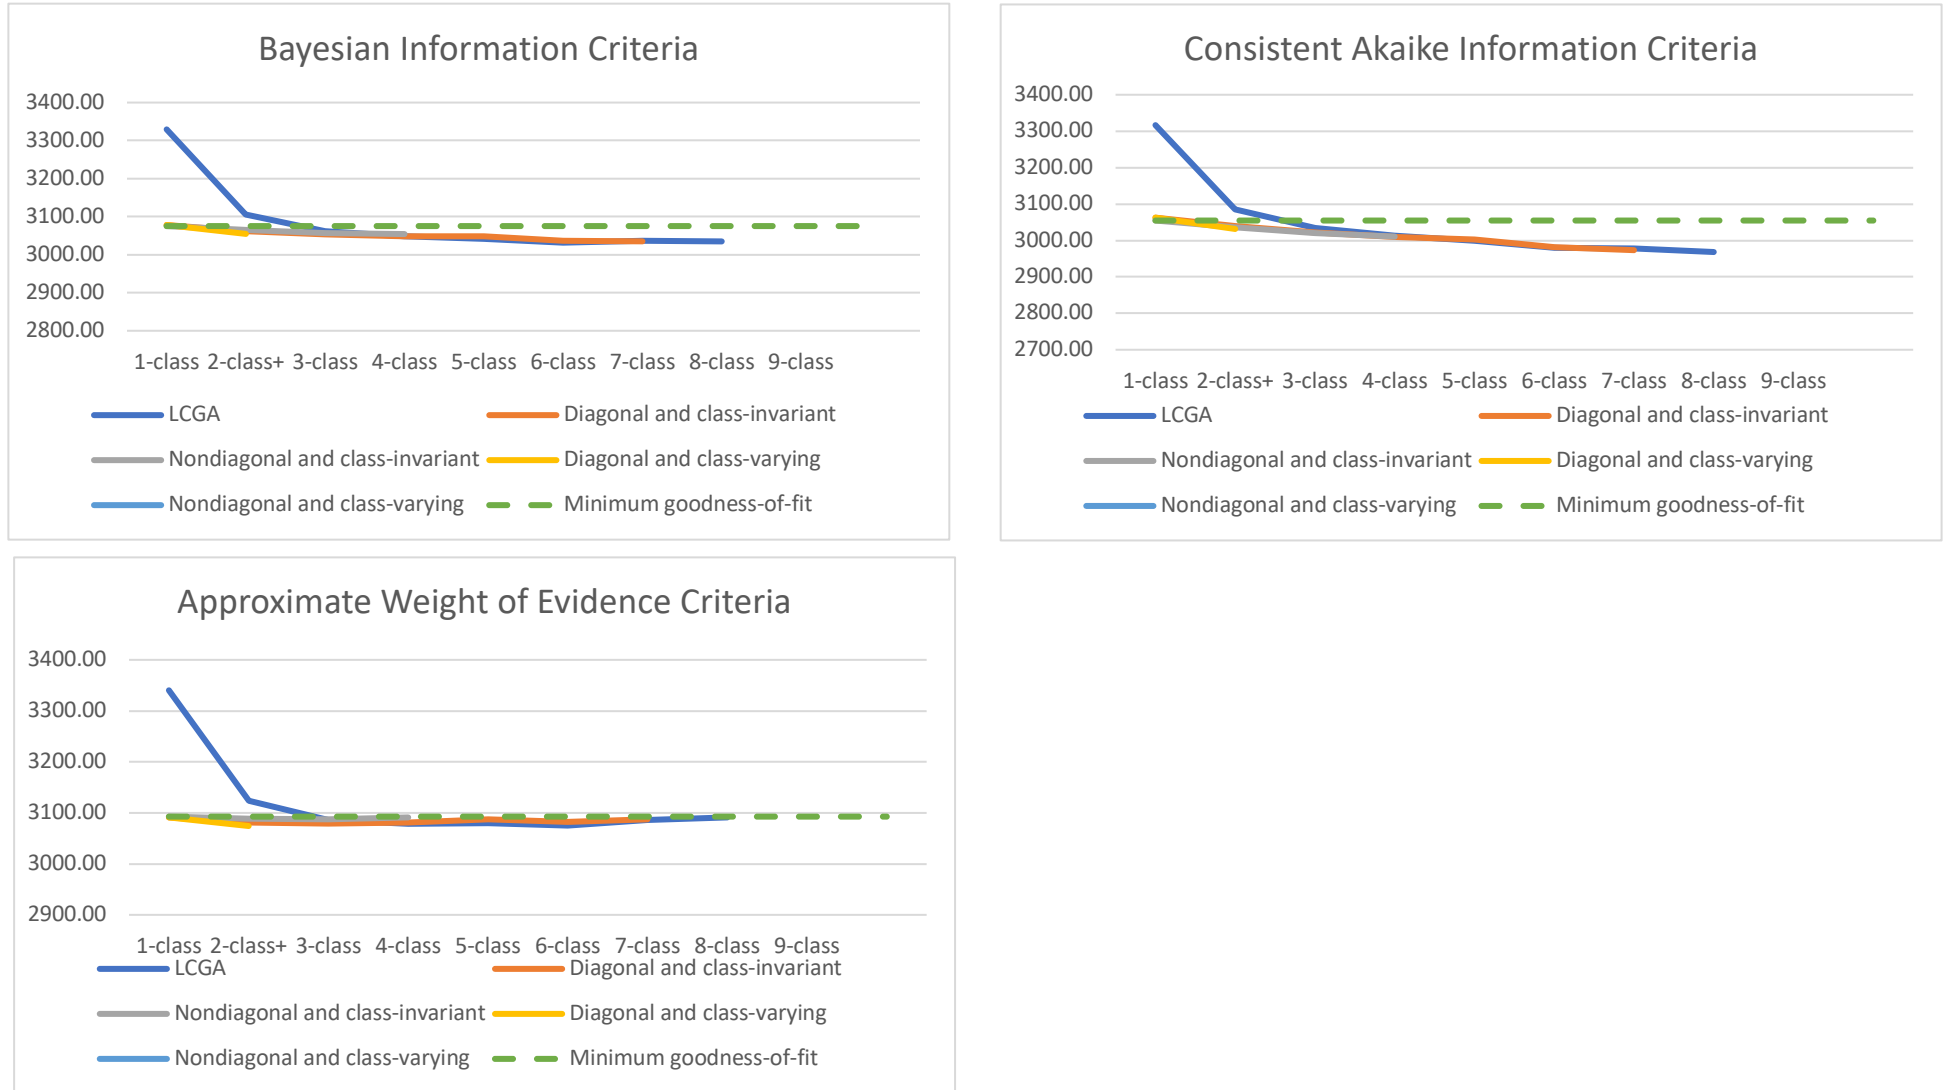 Bayesian Information Criteria
3400.00
3300.00
3200.00
3100.00
3000.00
2900.00
2800.00
1-class 2-class+ 3-class 4-class 5-class 6-class 7-class 8-class 9-class
LCGA Diagonal and class-invariant
Nondiagonal and class-invariant Diagonal and class-varying
Nondiagonal and class-varying Minimum goodness-of-fit
Consistent Akaike Information Criteria
3400.00
3300.00
3200.00
3100.00
3000.00
2900.00
2800.00
2700.00
1-class 2-class+ 3-class 4-class 5-class 6-class 7-class 8-class 9-class
LCGA Diagonal and class-invariant
Nondiagonal and class-invariant Diagonal and class-varying
Nondiagonal and class-varying Minimum goodness-of-fit
Approximate Weight of Evidence Criteria
3400.00
3300.00
3200.00
3100.00
3000.00
2900.00
1-class 2-class+ 3-class 4-class 5-class 6-class 7-class 8-class 9-class
LCGA Diagonal and class-invariant
Nondiagonal and class-invariant Diagonal and class-varying
Nondiagonal and class-varying Minimum goodness-of-fit